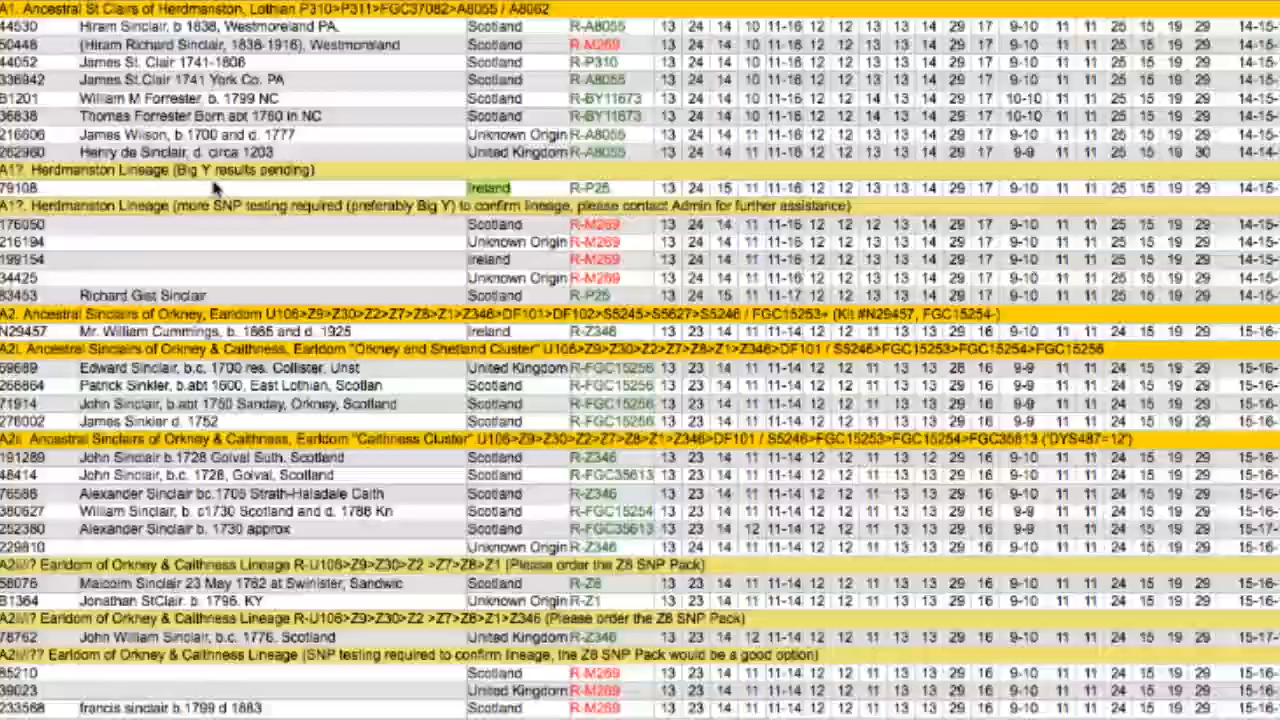 A1. Ancestral St Clairs of Herdmanston, Lothian P310>P311>FGC37082>A8055 / A8062
44530 Hiram Sinclair, b 1838, Westmoreland PA. Scotland R-A8055 13 24 14 10 11-16 12 12 13 13 14 29 17 9-10 11 11 25 15 19 29 14-15-
50448 (Hiram Richard Sinclair, 1838-1916), Westmoreland Scotland R-M269 13 24 14 10 11-16 12 12 13 13 14 29 17 9-10 11 11 25 15 19 29 14-15-
44052 James St. Clair 1741-1806 Scotland R-P310 13 24 14 10 11-16 12 12 13 13 14 29 17 9-10 11 11 25 15 19 29 14-15-
336942 James St.Clair 1741 York Co. PA Scotland R-A8055 13 24 14 10 11-16 12 12 13 13 14 29 17 9-10 11 11 25 15 19 29 14-15-
B1201 William M Forrester, b. 1799 NC Scotland R-BY11673 13 24 14 10 11-16 12 12 14 13 14 29 17 10-10 11 11 25 15 19 29 14-15-
36838 Thomas Forrester Born abt 1760 in NC Scotland R-BY11673 13 24 14 10 11-16 12 12 13 13 14 29 17 10-10 11 11 25 15 19 29 14-15-
216606 James Wilson, b 1700 and d. 1777 Unknown Origin R-A8055 13 24 14 11 11-16 12 12 13 13 14 29 17 9-10 11 11 25 15 19 29 14-15-
262960 Henry de Sinclair, d. circa 1203 United Kingdom R-A8055 13 24 14 11 11-16 12 12 13 13 14 29 17 9-9 11 11 25 15 19 30 14-14-
A1?. Herdmanston Lineage (Big Y results pending)
79108 Ireland R-P25 13 24 15 11 11-16 12 12 13 13 14 29 17 9-10 11 11 25 15 19 29 14-15-
A1?. Herdmanston Lineage (more SNP testing required (preferably Big Y) to confirm lineage, please contact Admin for further assistance)
176050 Scotland R-M269 13 24 14 11 11-16 12 12 13 13 14 29 17 9-10 11 11 25 15 19 29 14-15-
216194 Unknown Origin R-M269 13 24 14 11 11-16 12 12 13 13 14 29 17 9-10 11 11 25 15 19 29 14-15-
199154 Ireland R-M269 13 24 14 11 11-16 12 12 13 13 14 29 17 9-10 11 11 25 15 19 29 14-15-
34425 Unknown Origin R-M269 13 24 14 11 11-16 12 12 13 13 14 29 17 9-10 11 11 25 15 19 29 14-15-
83453 Richard Gist Sinclair Scotland R-P25 13 24 15 11 11-17 12 12 13 13 14 29 17 9-10 11 11 25 15 19 29 14-15-
A2. Ancestral Sinclairs of Orkney, Earldom U106>Z9>Z30>Z2>Z7>Z8>Z1>Z346>DF101>DF102>S5245>S5627>S5246 / FGC15253+ (Kit #N29457, FGC15254-)
N29457 Mr. William Cummings, b. 1865 and d. 1925 Ireland R-Z346 13 23 14 11 11-14 12 12 11 13 13 29 16 9-10 11 11 24 15 19 29 15-16-
A2i. Ancestral Sinclairs of Orkney & Caithness, Earldom "Orkney and Shetland Cluster" U106>Z9>Z30>Z2>Z7>Z8>Z1>Z346>DF101 / S5246>FGC15253>FGC15254>FGC15256
59689 Edward Sinclair, b.c. 1700 res. Collister, Unst United Kingdom R-FGC15256 13 23 14 11 11-14 12 12 11 13 13 28 16 9-9 11 11 24 15 19 29 15-16-
266864 Patrick Sinkler, b.abt 1600, East Lothian, Scotlan Scotland R-FGC15256 13 23 14 11 11-14 12 12 11 13 13 29 16 9-9 11 11 24 15 19 29 15-16-
71914 John Sinclair, b.abt 1750 Sanday, Orkney, Scotland Scotland R-FGC15256 13 23 14 11 11-14 12 12 11 13 13 29 16 9-9 11 11 24 15 19 29 15-16-
276002 James Sinkler d. 1752 Scotland R-FGC15256 13 23 14 11 11-14 12 12 11 13 13 29 16 9-9 11 11 24 15 19 29 15-16-
A2ii. Ancestral Sinclairs of Orkney & Caithness, Earldom "Caithness Cluster" U106>Z9>Z30>Z2>Z7>Z8>Z1>Z346>DF101 / S5246>FGC15253>FGC15254>FGC35613 ('DYS487=12')
191289 John Sinclair b.1728 Golval Suth. Scotland Scotland R-Z346 13 23 14 11 11-14 12 12 11 13 12 29 16 9-10 11 11 24 15 19 29 15-16-
48414 John Sinclair, b.c. 1728, Golval, Scotland Scotland R-FGC35613 13 23 14 11 11-14 12 12 11 13 13 29 16 9-10 11 11 24 15 19 29 15-16-
76586 Alexander Sinclair bc.1705 Strath-Haladale Caith Scotland R-Z346 13 23 14 11 11-14 12 12 11 13 13 29 16 9-9 11 11 24 15 19 29 15-16-
380627 William Sinclair, b. c1730 Scotland and d. 1788 Kn Scotland R-FGC15254 13 23 14 11 11-14 12 12 11 13 13 29 16 9-9 11 11 24 15 19 29 15-16-
252380 Alexander Sinclair b. 1730 approx Scotland R-FGC35613 13 23 14 12 11-14 12 12 11 13 13 29 16 9-9 11 11 24 15 19 29 15-17-
229810 Unknown Origin R-Z346 13 24 14 11 11-14 12 12 11 13 13 29 16 9-10 11 11 24 15 19 29 15-16-
Earldom of Orkney & Caithness Lineage R-U106>Z9>Z30>Z2 >Z7>Z8>Z1 (Please order the Z8 SNP Pack)
58076 Malcolm Sinclair 23 May 1762 at Swinister, Sandwic Scotland R-Z8 13 23 14 11 11-14 12 12 11 13 13 29 16 9-10 11 11 24 15 19 29 15-16-
B1364 Jonathan StClair. b. 1796. KY Unknown Origin R-Z1 13 23 14 11 11-14 12 12 11 13 13 29 16 9-10 11 11 24 15 19 29 15-16-
Earldom of Orkney & Caithness Lineage R-U106>Z9>Z30>Z2 >Z7>Z8>Z1>Z346 (Please order the Z8 SNP Pack)
78762 John William Sinclair, b.c. 1776. Scotland United Kingdom R-Z346 13 23 14 12 11-14 12 12 11 13 13 29 16 9-10 11 11 24 15 19 29 15-17-
Earldom of Orkney & Caithness Lineage (SNP testing required to confirm lineage, the Z8 SNP Pack would be a good option)
85210 Scotland R-M269 13 23 14 11 11-14 12 12 11 13 13 29 16 9-10 11 11 24 15 19 29 15-16-
39023 United Kingdom R-M269 13 23 14 11 11-14 12 12 11 13 13 29 16 9-10 11 11 24 15 19 29 15-16-
233568 francis sinclair b.1799 d 1883 Scotland R-M269 13 23 14 11 11-14 12 12 11 13 13 29 16 9-10 11 11 24 15 19 29 15-16-